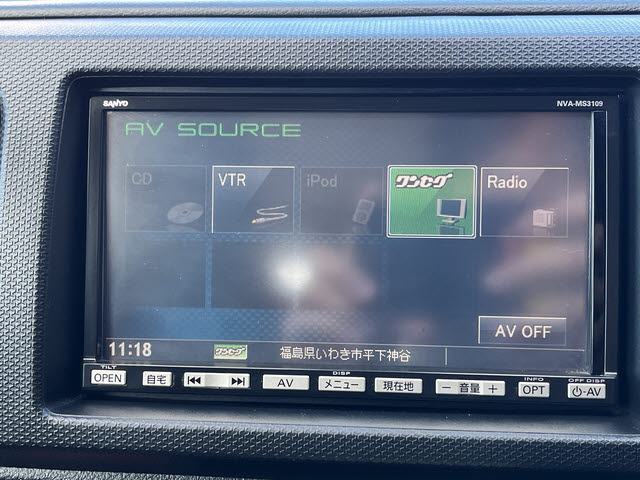 SANYO NVA-MS3109
AV SOURCE
CD VTR iPod ワンセグ Radio
AV OFF
11:18 ワンセグ 福島県いわき市平下神谷
TILT DISP INFO OFF DISP
OPEN 自宅 AV メニュー 現在地 − 音量 + OPT ⏻-AV